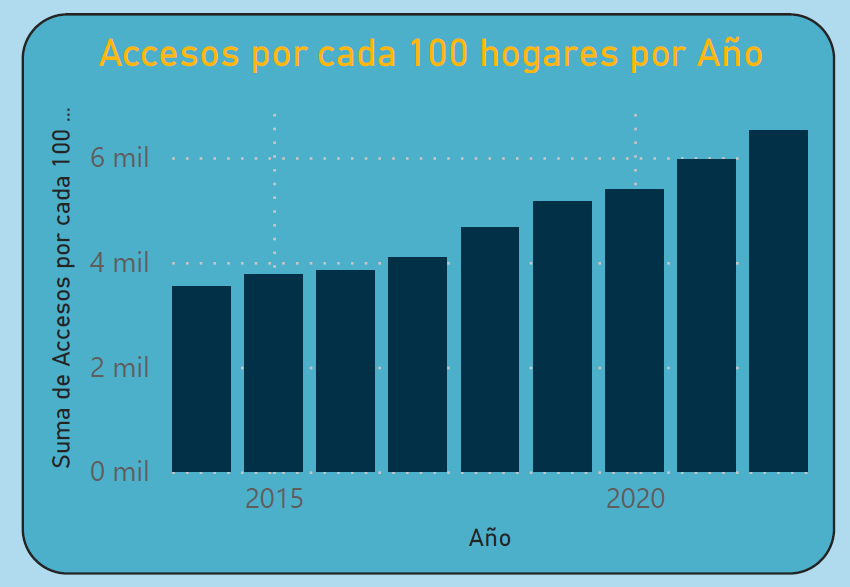 Accesos por cada 100 hogares por Año
Suma de Accesos por cada 100 ...
6 mil
4 mil
2 mil
0 mil
2015
2020
Año